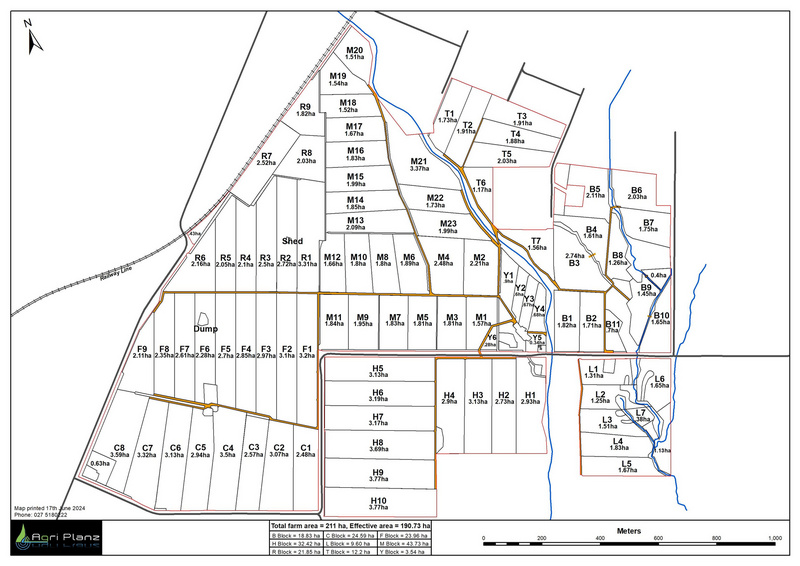 N
M20
1.51ha
M19
1.54ha
R9
1.82ha
M18
1.52ha
M17
1.67ha
T1
1.73ha
T2
1.91ha
T3
1.91ha
T4
1.88ha
T5
2.03ha
R7
2.52ha
R8
2.03ha
M16
1.83ha
M21
3.37ha
M15
1.99ha
T6
1.17ha
M14
1.85ha
M22
1.73ha
B5
2.11ha
B6
2.03ha
M13
2.09ha
M23
1.99ha
B4
1.61ha
B7
1.75ha
.43ha
Shed
T7
1.56ha
R6
2.16ha
R5
2.05ha
R4
2.1ha
R3
2.5ha
R2
2.72ha
R1
3.31ha
M12
1.66ha
M10
1.8ha
M8
1.8ha
M6
1.89ha
M4
2.48ha
M2
2.21ha
2.74ha
B3
B8
1.26ha
Railway Line
Y1
Y2
Y3
.67ha
Y4
.68ha
0.4ha
B9
1.45ha
M11
1.84ha
M9
1.95ha
M7
1.83ha
M5
1.81ha
M3
1.81ha
M1
1.57ha
B1
1.82ha
B2
1.71ha
B11
.7ha
B10
1.65ha
Dump
Y6
.28ha
Y5
0.34ha
F9
2.11ha
F8
2.35ha
F7
2.61ha
F6
2.28ha
F5
2.7ha
F4
2.85ha
F3
2.97ha
F2
3.1ha
F1
3.2ha
H5
3.13ha
L1
1.31ha
L6
1.65ha
H6
3.19ha
H4
2.9ha
H3
3.13ha
H2
2.73ha
H1
2.93ha
L2
1.25ha
H7
3.17ha
L3
1.51ha
L7
.38ha
H8
3.69ha
L4
1.83ha
1.13ha
C8
3.59ha
C7
3.32ha
C6
3.13ha
C5
2.94ha
C4
3.5ha
C3
2.57ha
C2
3.07ha
C1
2.48ha
0.63ha
H9
3.77ha
L5
1.67ha
H10
3.77ha
Map printed 17th June 2024
Phone: 027 5180222
Agri Planz
Total farm area = 211 ha, Effective area = 190.73 ha
B Block = 18.83 ha C Block = 24.59 ha F Block = 23.96 ha
H Block = 32.42 ha L Block = 9.60 ha M Block = 43.73 ha
R Block = 21.85 ha T Block = 12.2 ha Y Block = 3.54 ha
Meters
0 100 200 400 600 800 1,000